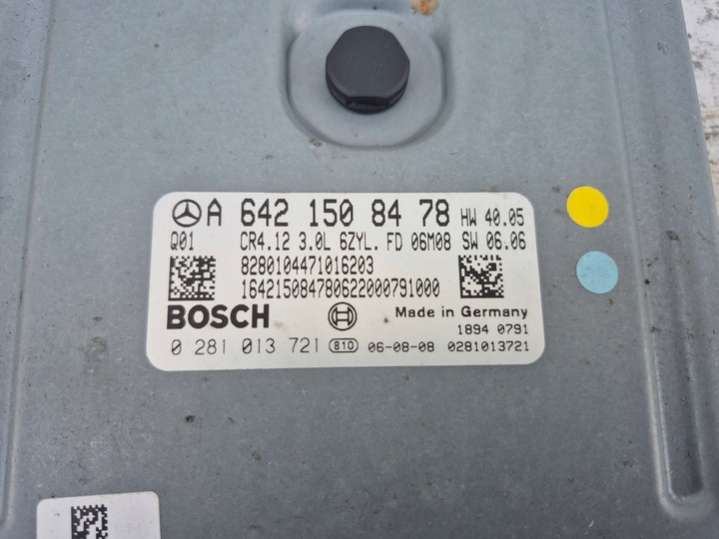 A 642 150 84 78 HW 40.05
Q01 CR4.12 3.0L 6ZYL. FD 06M08 SW 06.06
8280104471016203
16421508478062200079100​0
BOSCH Made in Germany
1894 0791
0 281 013 721 810 06-08-08 0281013721